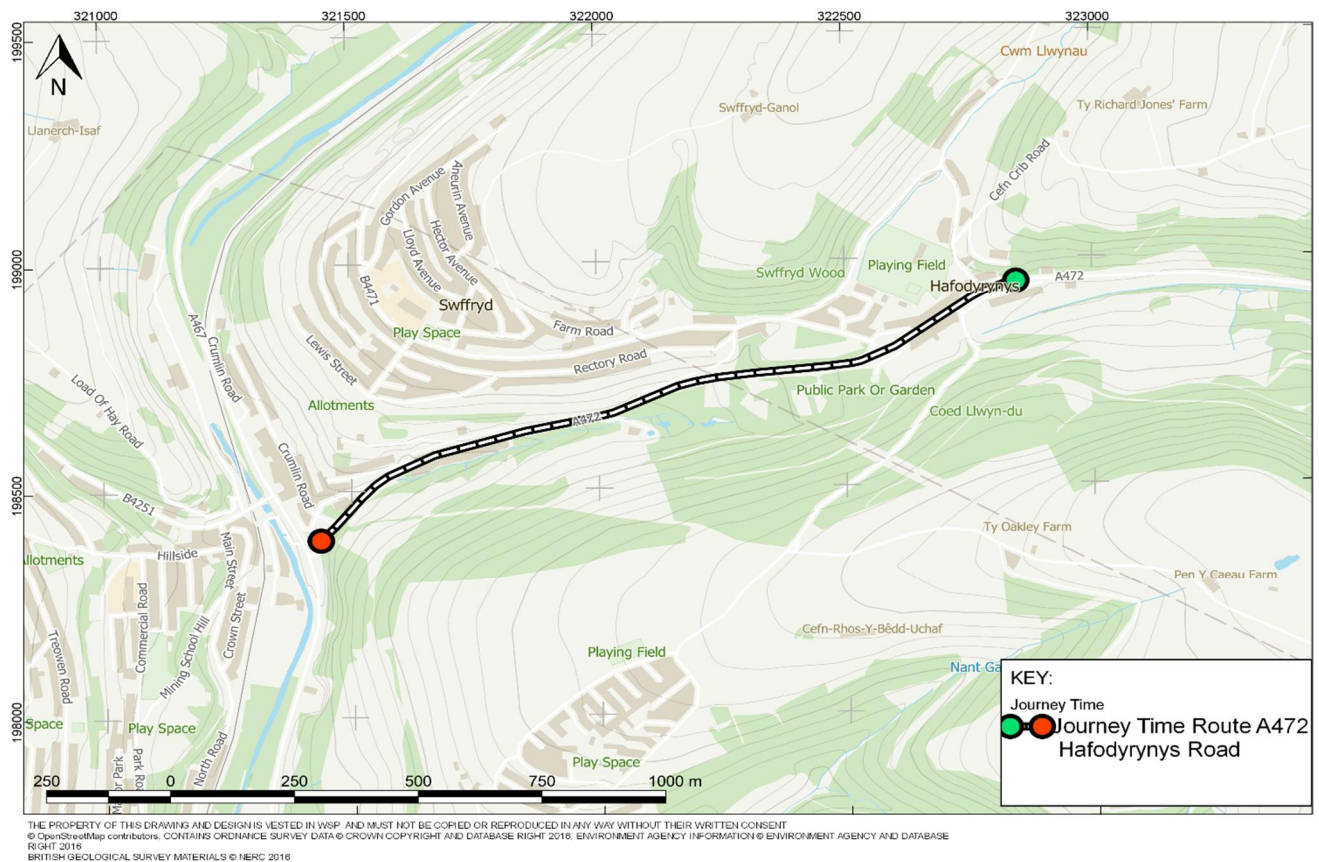 321000
321500
322000
322500
323000
199500
199000
198500
198000
N
Cwm Llwynau
Swffryd-Ganol
Ty Richard Jones' Farm
Llanerch-Isaf
Gordon Avenue
Aneurin Avenue
Hector Avenue
Lloyd Avenue
Cefn Crib Road
B4471
Swffryd Wood
Playing Field
A472
Hafodyrynys
Swffryd
A467
Crumlin Road
Play Space
Farm Road
Lewis Street
Rectory Road
Load Of Hay Road
Allotments
Public Park Or Garden
A472
Coed Llwyn-du
Crumlin Road
B4251
Main Street
Ty Oakley Farm
Hillside
Allotments
Pen Y Caeau Farm
Commercial Road
Crown Street
Mining School Hill
Treowen Road
Cefn-Rhos-Y-Bêdd-Uchaf
Playing Field
Nant Ga
Space
Play Space
North Road
Park Roa
Play Space
KEY:
Journey Time
Journey Time Route A472
Hafodyrynys Road
250 0 250 500 750 1000 m
THE PROPERTY OF THIS DRAWING AND DESIGN IS VESTED IN WSP AND MUST NOT BE COPIED OR REPRODUCED IN ANY WAY WITHOUT THEIR WRITTEN CONSENT
© OpenStreetMap contributors, CONTAINS ORDNANCE SURVEY DATA © CROWN COPYRIGHT AND DATABASE RIGHT 2016, ENVIRONMENT AGENCY INFORMATION © ENVIRONMENT AGENCY AND DATABASE
RIGHT 2016
BRITISH GEOLOGICAL SURVEY MATERIALS © NERC 2016